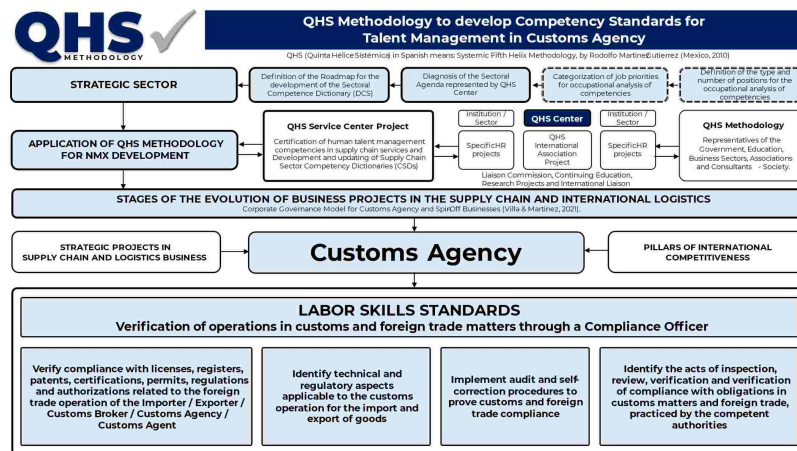 QHS
METHODOLOGY
QHS Methodology to develop Competency Standards for
Talent Management in Customs Agency
QHS (Quinta Hélice Sistémica) in Spanish means: Systemic Fifth Helix Methodology, by Rodolfo Martinez Gutierrez (Mexico, 2010)
STRATEGIC SECTOR
Definition of the Roadmap for the
development of the Sectoral
Competence Dictionary (DCS)
Diagnosis of the Sectoral
Agenda represented by QHS
Center
Categorization of job priorities
for occupational analysis of
competencies
Definition of the type and
number of positions for the
occupational analysis of
competencies
APPLICATION OF QHS METHODOLOGY
FOR NMX DEVELOPMENT
QHS Service Center Project
Certification of human talent management
competencies in supply chain services and
Development and updating of Supply Chain
Sector Competency Dictionaries (CSDs)
Institution /
Sector
SpecificHR
projects
QHS Center
QHS
International
Association
Project
Institution /
Sector
SpecificHR
projects
Liaison Commission, Continuing Education,
Research Projects and International Liaison
QHS Methodology
Representatives of the
Government, Education,
Business Sectors, Associations
and Consultants - Society.
STAGES OF THE EVOLUTION OF BUSINESS PROJECTS IN THE SUPPLY CHAIN AND INTERNATIONAL LOGISTICS
Corporate Governance Model for Customs Agency and SpinOff Businesses (Villa & Martinez, 2021).
STRATEGIC PROJECTS IN
SUPPLY CHAIN AND LOGISTICS BUSINESS
Customs Agency
PILLARS OF INTERNATIONAL
COMPETITIVENESS
LABOR SKILLS STANDARDS
Verification of operations in customs and foreign trade matters through a Compliance Officer
Verify compliance with licenses, registers,
patents, certifications, permits, regulations
and authorizations related to the foreign
trade operation of the Importer / Exporter /
Customs Broker / Customs Agency /
Customs Agent
Identify technical and
regulatory aspects
applicable to the customs
operation for the import and
export of goods
Implement audit and self-
correction procedures to
prove customs and foreign
trade compliance
Identify the acts of inspection,
review, verification and verification
of compliance with obligations in
customs matters and foreign trade,
practiced by the competent
authorities